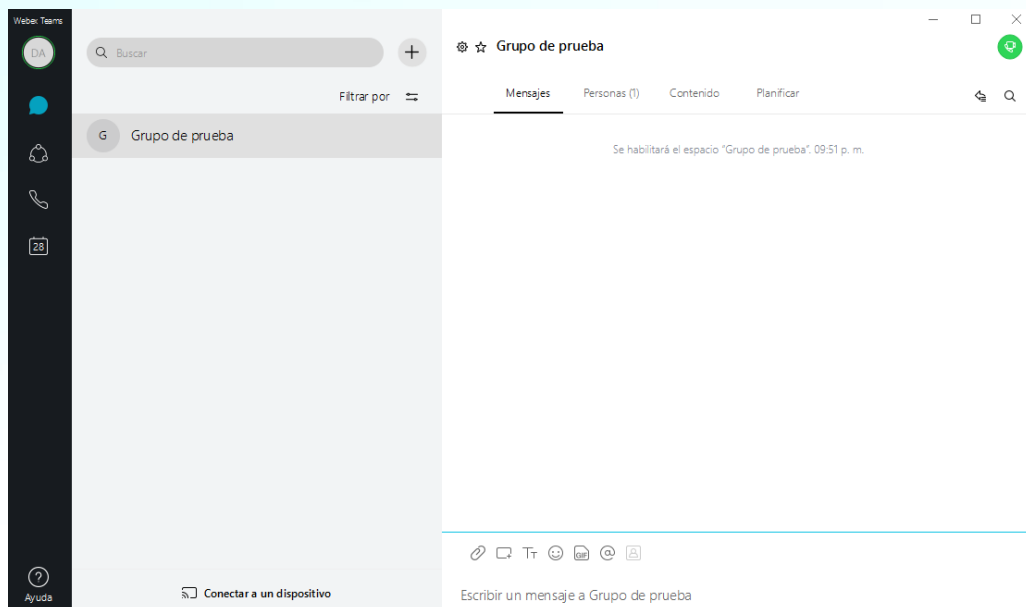 Webex Teams
DA
Buscar
Filtrar por
G Grupo de prueba
28
Ayuda
Conectar a un dispositivo
Grupo de prueba
Mensajes Personas (1) Contenido Planificar
Se habilitará el espacio "Grupo de prueba". 09:51 p. m.
GIF
Escribir un mensaje a Grupo de prueba